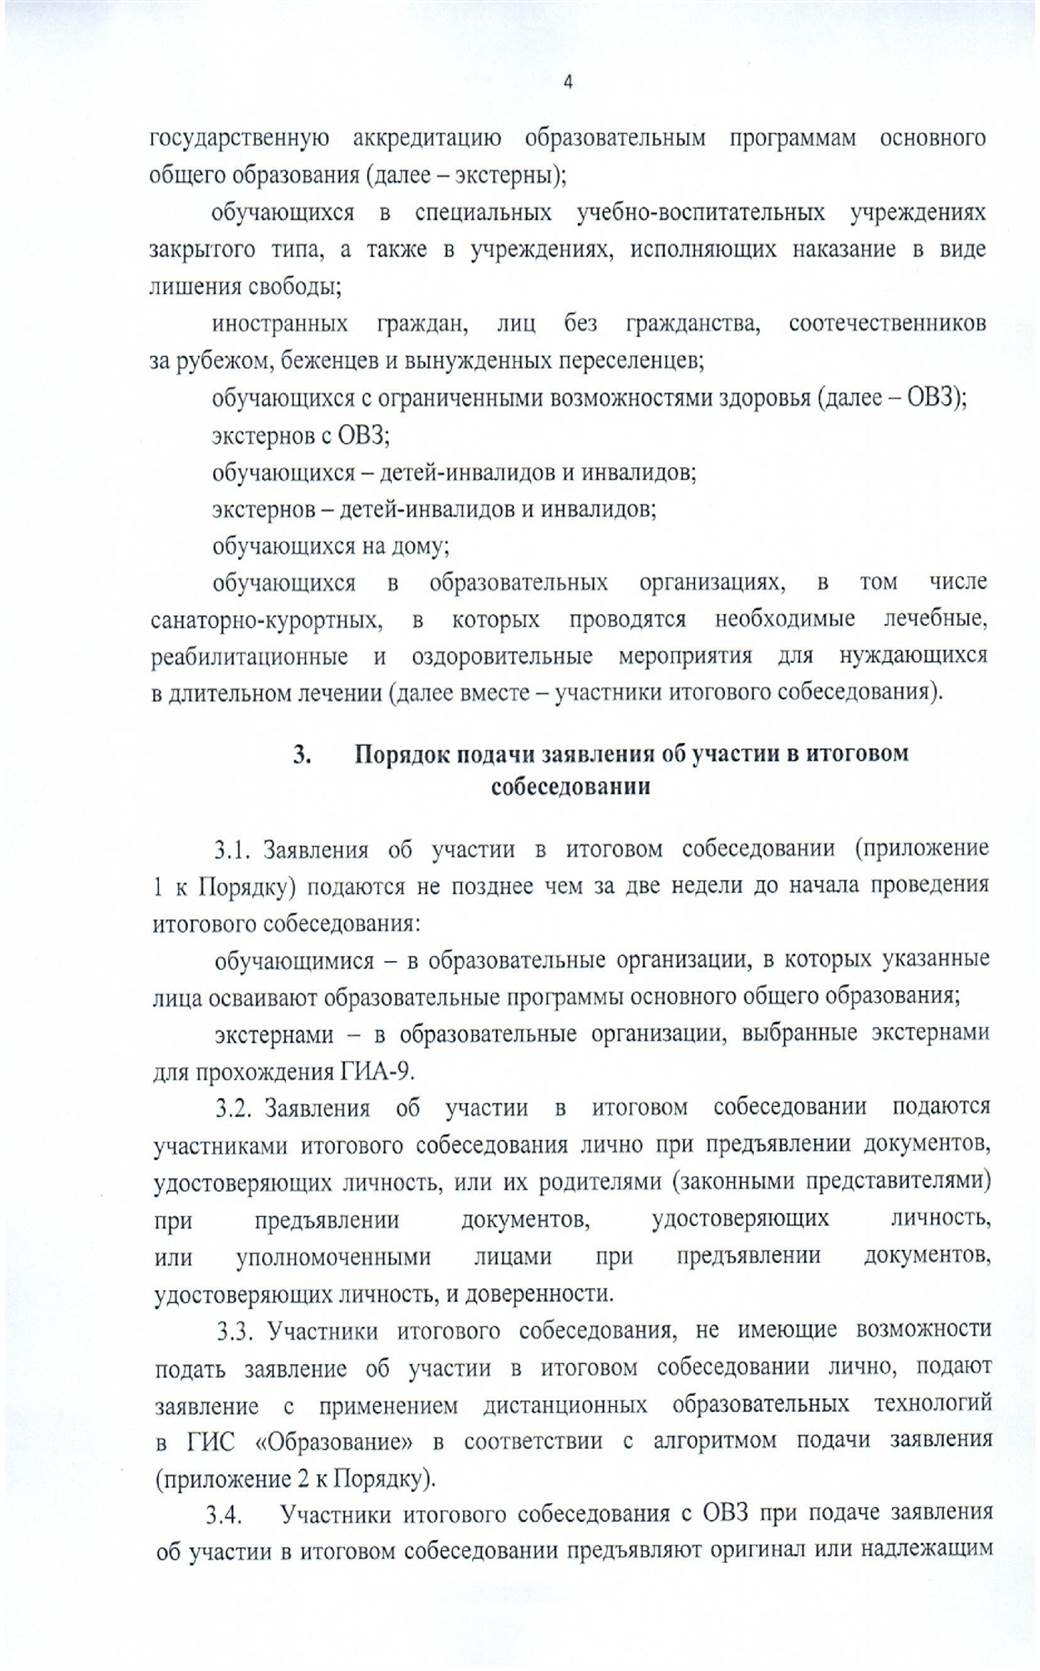 4
государственную аккредитацию образовательным программам основного
общего образования (далее – экстерны);
обучающихся в специальных учебно-воспитательных учреждениях
закрытого типа, а также в учреждениях, исполняющих наказание в виде
лишения свободы;
иностранных граждан, лиц без гражданства, соотечественников
за рубежом, беженцев и вынужденных переселенцев;
обучающихся с ограниченными возможностями здоровья (далее – ОВЗ);
экстернов с ОВЗ;
обучающихся – детей-инвалидов и инвалидов;
экстернов – детей-инвалидов и инвалидов;
обучающихся на дому;
обучающихся в образовательных организациях, в том числе
санаторно-курортных, в которых проводятся необходимые лечебные,
реабилитационные и оздоровительные мероприятия для нуждающихся
в длительном лечении (далее вместе – участники итогового собеседования).
3. Порядок подачи заявления об участии в итоговом
собеседовании
3.1. Заявления об участии в итоговом собеседовании (приложение
1 к Порядку) подаются не позднее чем за две недели до начала проведения
итогового собеседования:
обучающимися – в образовательные организации, в которых указанные
лица осваивают образовательные программы основного общего образования;
экстернами – в образовательные организации, выбранные экстернами
для прохождения ГИА-9.
3.2. Заявления об участии в итоговом собеседовании подаются
участниками итогового собеседования лично при предъявлении документов,
удостоверяющих личность, или их родителями (законными представителями)
при предъявлении документов, удостоверяющих личность,
или уполномоченными лицами при предъявлении документов,
удостоверяющих личность, и доверенности.
3.3. Участники итогового собеседования, не имеющие возможности
подать заявление об участии в итоговом собеседовании лично, подают
заявление с применением дистанционных образовательных технологий
в ГИС «Образование» в соответствии с алгоритмом подачи заявления
(приложение 2 к Порядку).
3.4. Участники итогового собеседования с ОВЗ при подаче заявления
об участии в итоговом собеседовании предъявляют оригинал или надлежащим